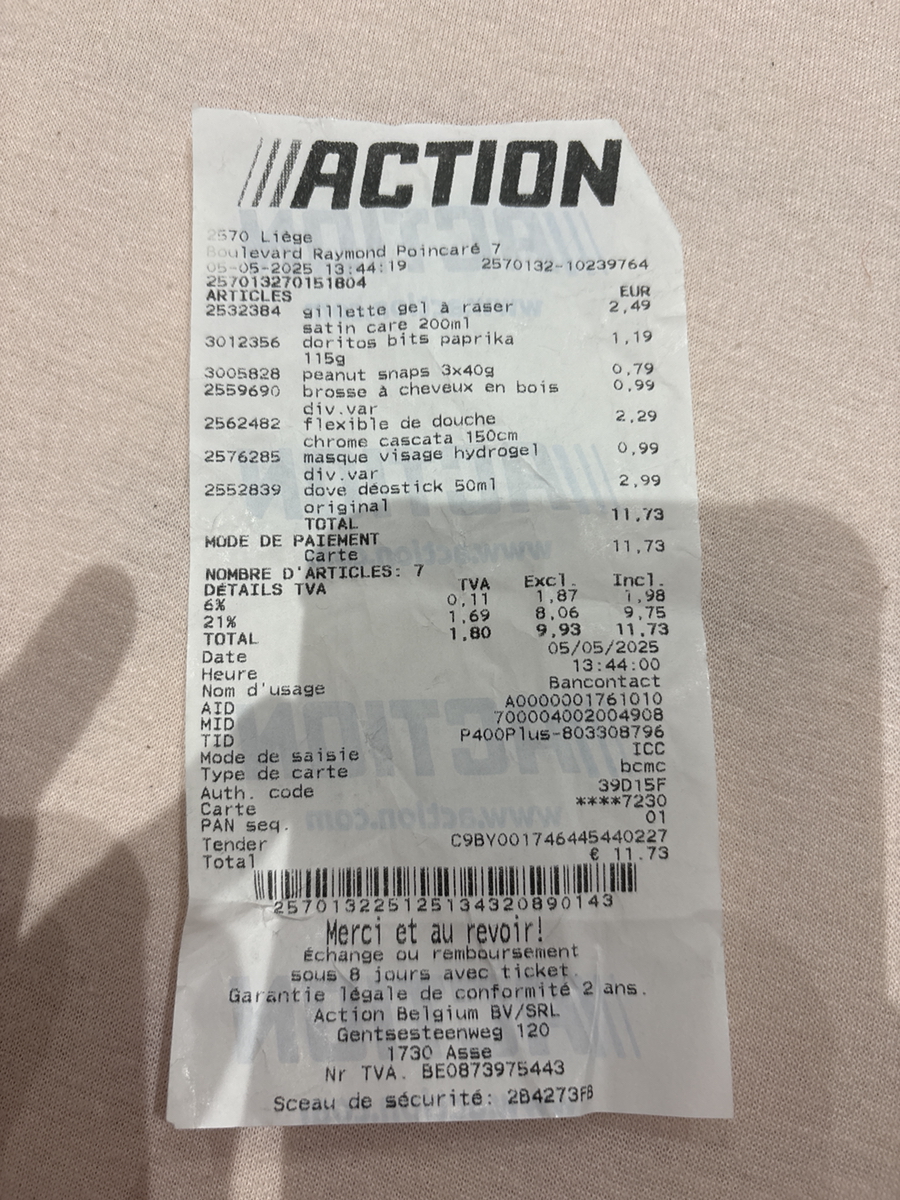 ACTION
2570 Liège
Boulevard Raymond Poincaré 7
05-05-2025 13:44:19 2570132-10239764
257013270151804
ARTICLES EUR
2532384 gillette gel à raser 2,49
satin care 200ml
3012356 doritos bits paprika 1,19
115g
3005828 peanut snaps 3x40g 0,79
2559690 brosse à cheveux en bois 0,99
div.var
2562482 flexible de douche 2,29
chrome cascata 150cm
2576285 masque visage hydrogel 0,99
div.var
2552839 dove déostick 50ml 2,99
original
TOTAL 11,73
MODE DE PAIEMENT
Carte 11,73
NOMBRE D'ARTICLES: 7
DÉTAILS TVA TVA Excl. Incl.
6% 0,11 1,87 1,98
21% 1,69 8,06 9,75
TOTAL 1,80 9,93 11,73
Date 05/05/2025
Heure 13:44:00
Nom d'usage Bancontact
AID A0000001761010
MID 700004002004908
TID P400Plus-803308796
Mode de saisie ICC
Type de carte bcmc
Auth. code 39D15F
Carte ****7230
PAN seq. 01
Tender C9BY001746445440227
Total € 11.73
257013225125134320890143
Merci et au revoir!
Échange ou remboursement
sous 8 jours avec ticket.
Garantie légale de conformité 2 ans.
Action Belgium BV/SRL
Gentsesteenweg 120
1730 Asse
Nr TVA. BE0873975443
Sceau de sécurité: 2B4273FB